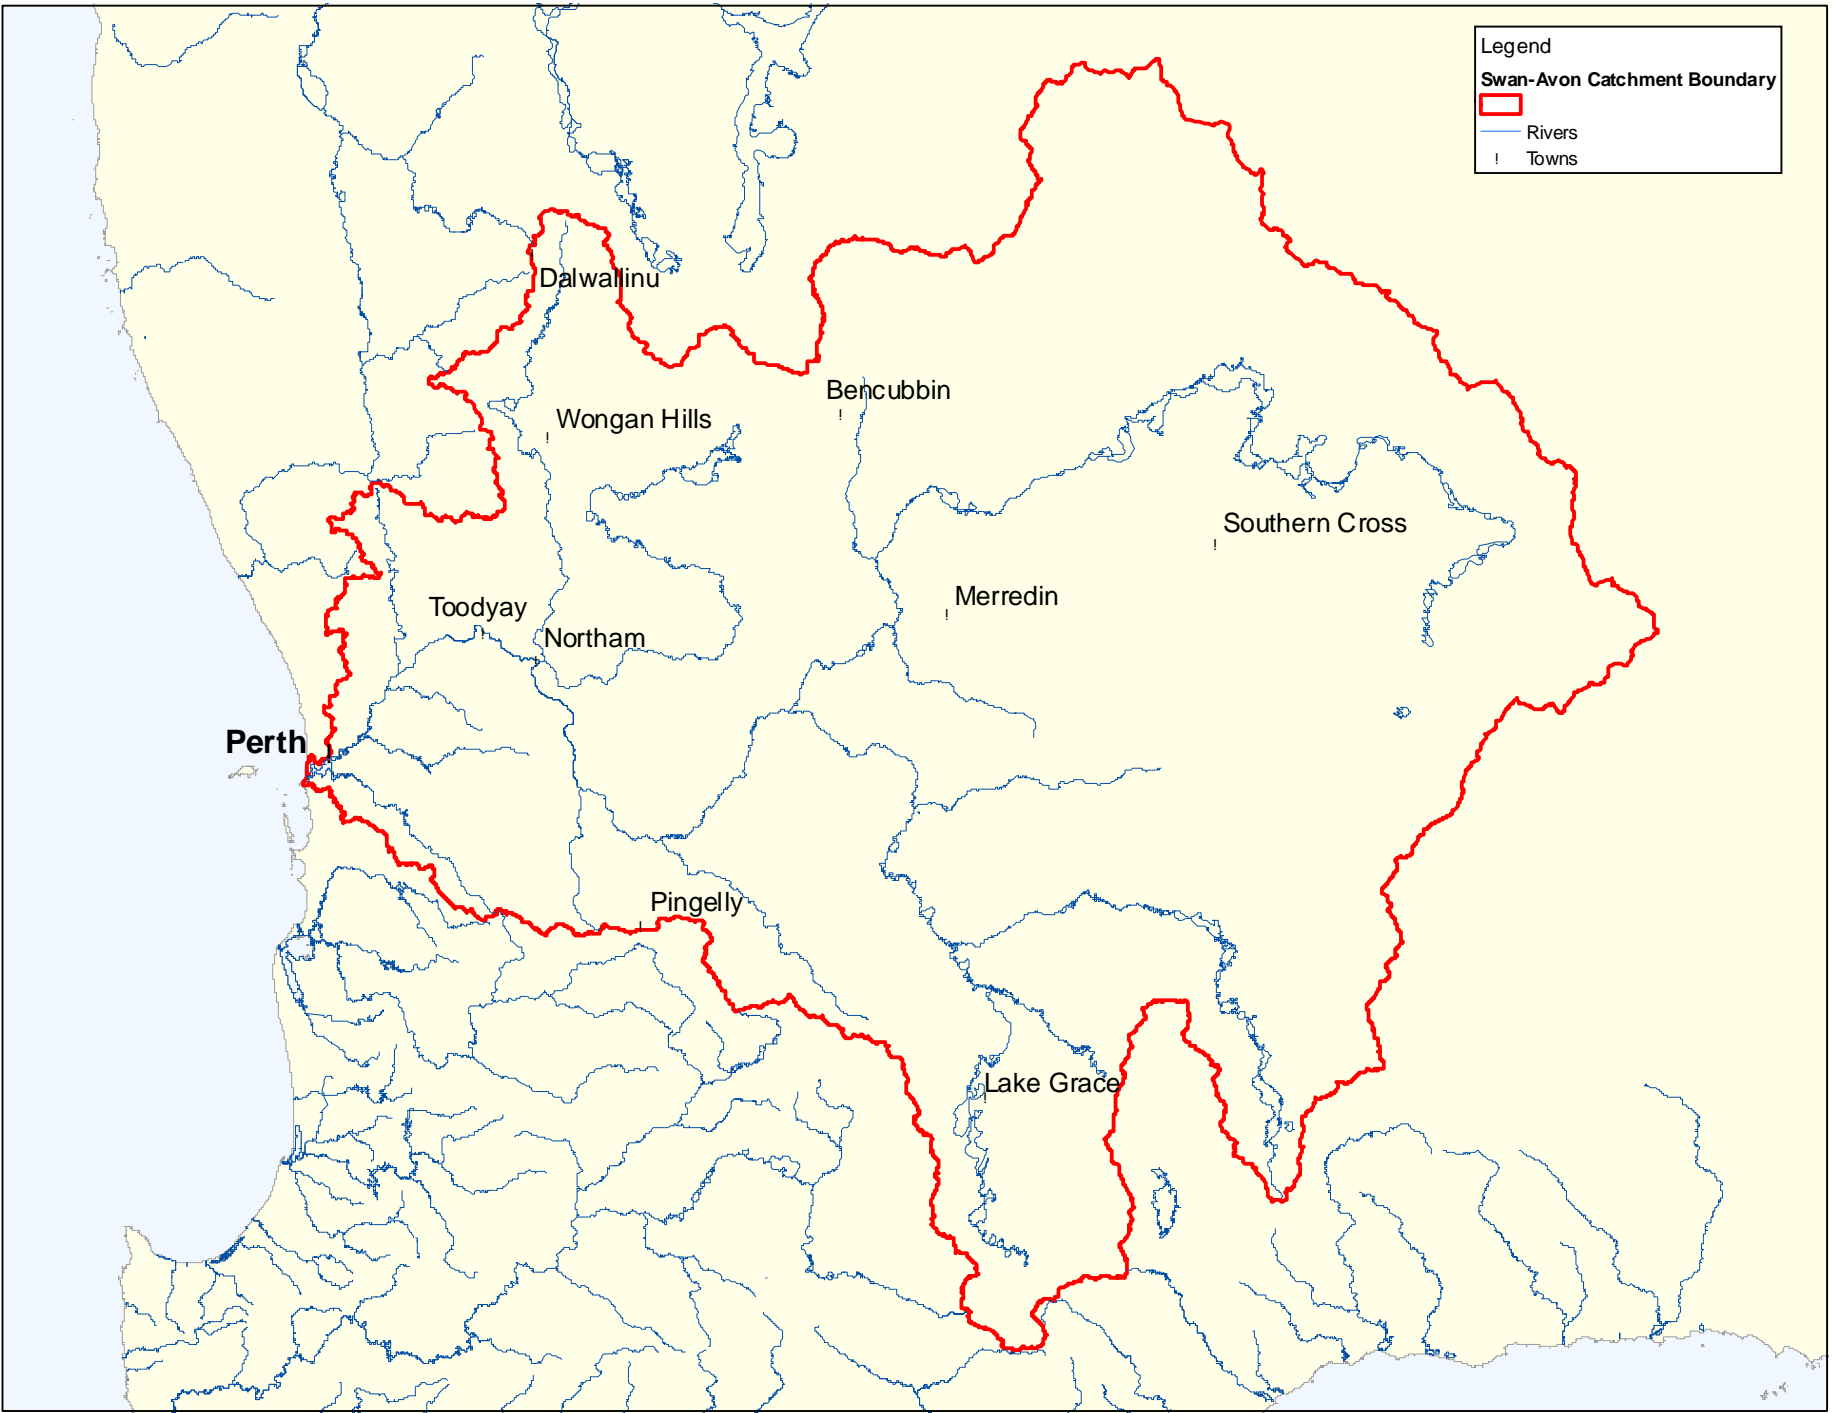 Legend
Swan-Avon Catchment Boundary
Rivers
! Towns
Dalwallinu
Bencubbin
Wongan Hills
Southern Cross
Merredin
Toodyay
Northam
Perth
Pingelly
Lake Grace